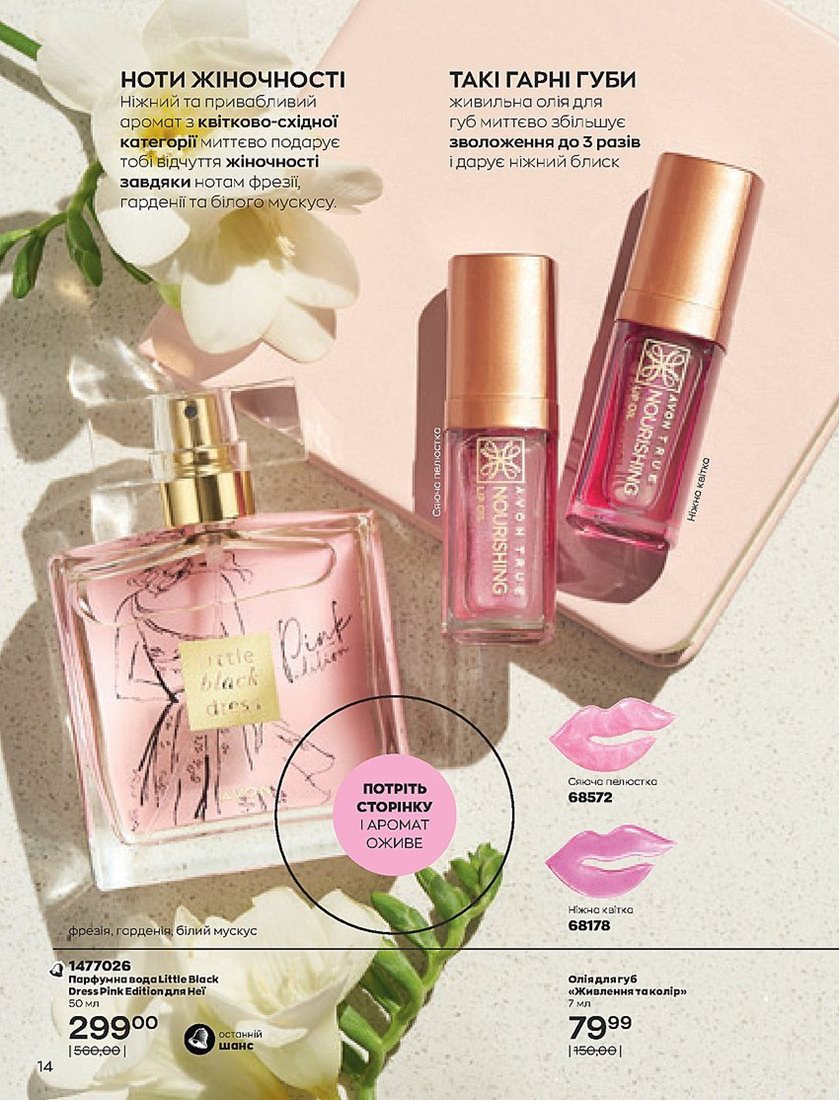 НОТИ ЖІНОЧНОСТІ
Ніжний та привабливий
аромат з квітково-східної
категорії миттєво подарує
тобі відчуття жіночності
завдяки нотам фрезії,
гарденії та білого мускусу.
ТАКІ ГАРНІ ГУБИ
живильна олія для
губ миттєво збільшує
зволоження до 3 разів
і дарує ніжний блиск
AVON TRUE
NOURISHING
LIP OIL
Ніжна квітка
AVON TRUE
NOURISHING
LIP OIL
Сяюча пелюстка
little
black
dress
Pink
edition
AVON
ПОТРІТЬ
СТОРІНКУ
І АРОМАТ
ОЖИВЕ
Сяюча пелюстка
68572
Ніжна квітка
68178
фрезія, гарденія, білий мускус
1477026
Парфумна вода Little Black
Dress Pink Edition для Неї
50 мл
299⁰⁰
|560,00|
останній
шанс
Олія для губ
«Живлення та колір»
7 мл
79⁹⁹
|150,00|
14